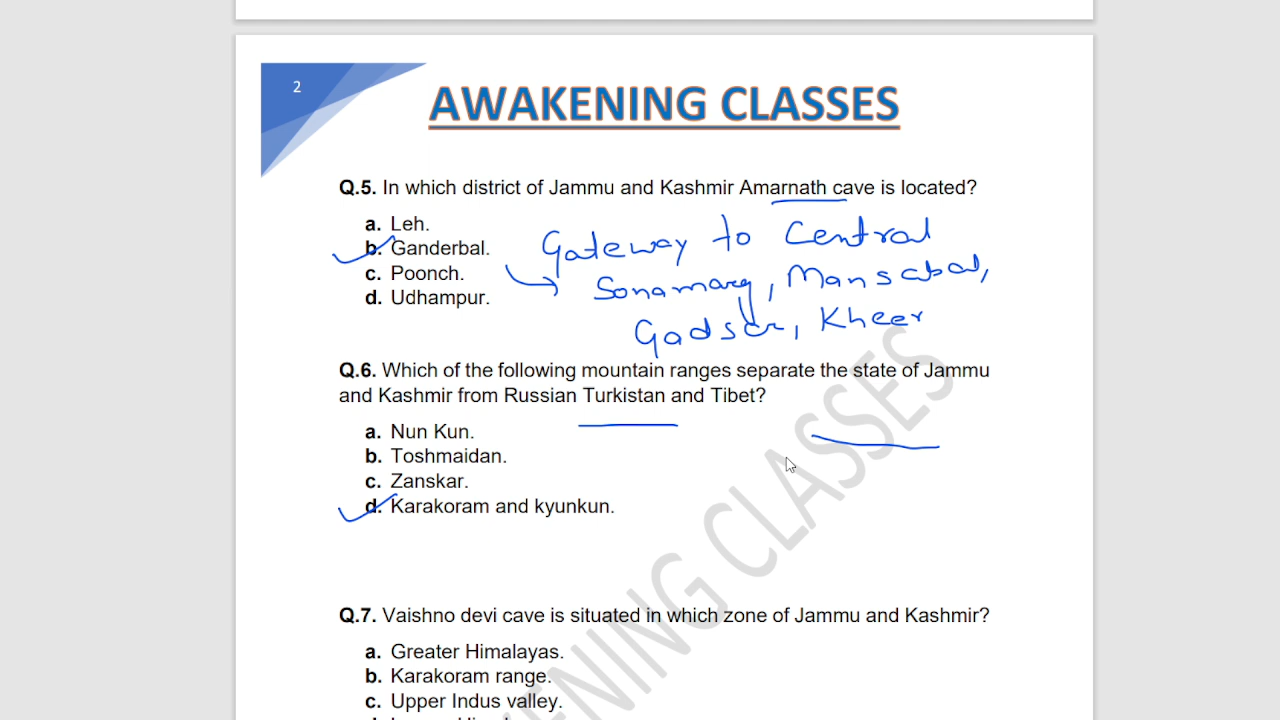 2
AWAKENING CLASSES
Q.5. In which district of Jammu and Kashmir Amarnath cave is located?
a. Leh.
b. Ganderbal.
c. Poonch.
d. Udhampur.
Gateway to Central
Sonamarg, Mansabal,
Gadsar, Kheer
Q.6. Which of the following mountain ranges separate the state of Jammu
and Kashmir from Russian Turkistan and Tibet?
a. Nun Kun.
b. Toshmaidan.
c. Zanskar.
d. Karakoram and kyunkun.
Q.7. Vaishno devi cave is situated in which zone of Jammu and Kashmir?
a. Greater Himalayas.
b. Karakoram range.
c. Upper Indus valley.
ENING CLASSES